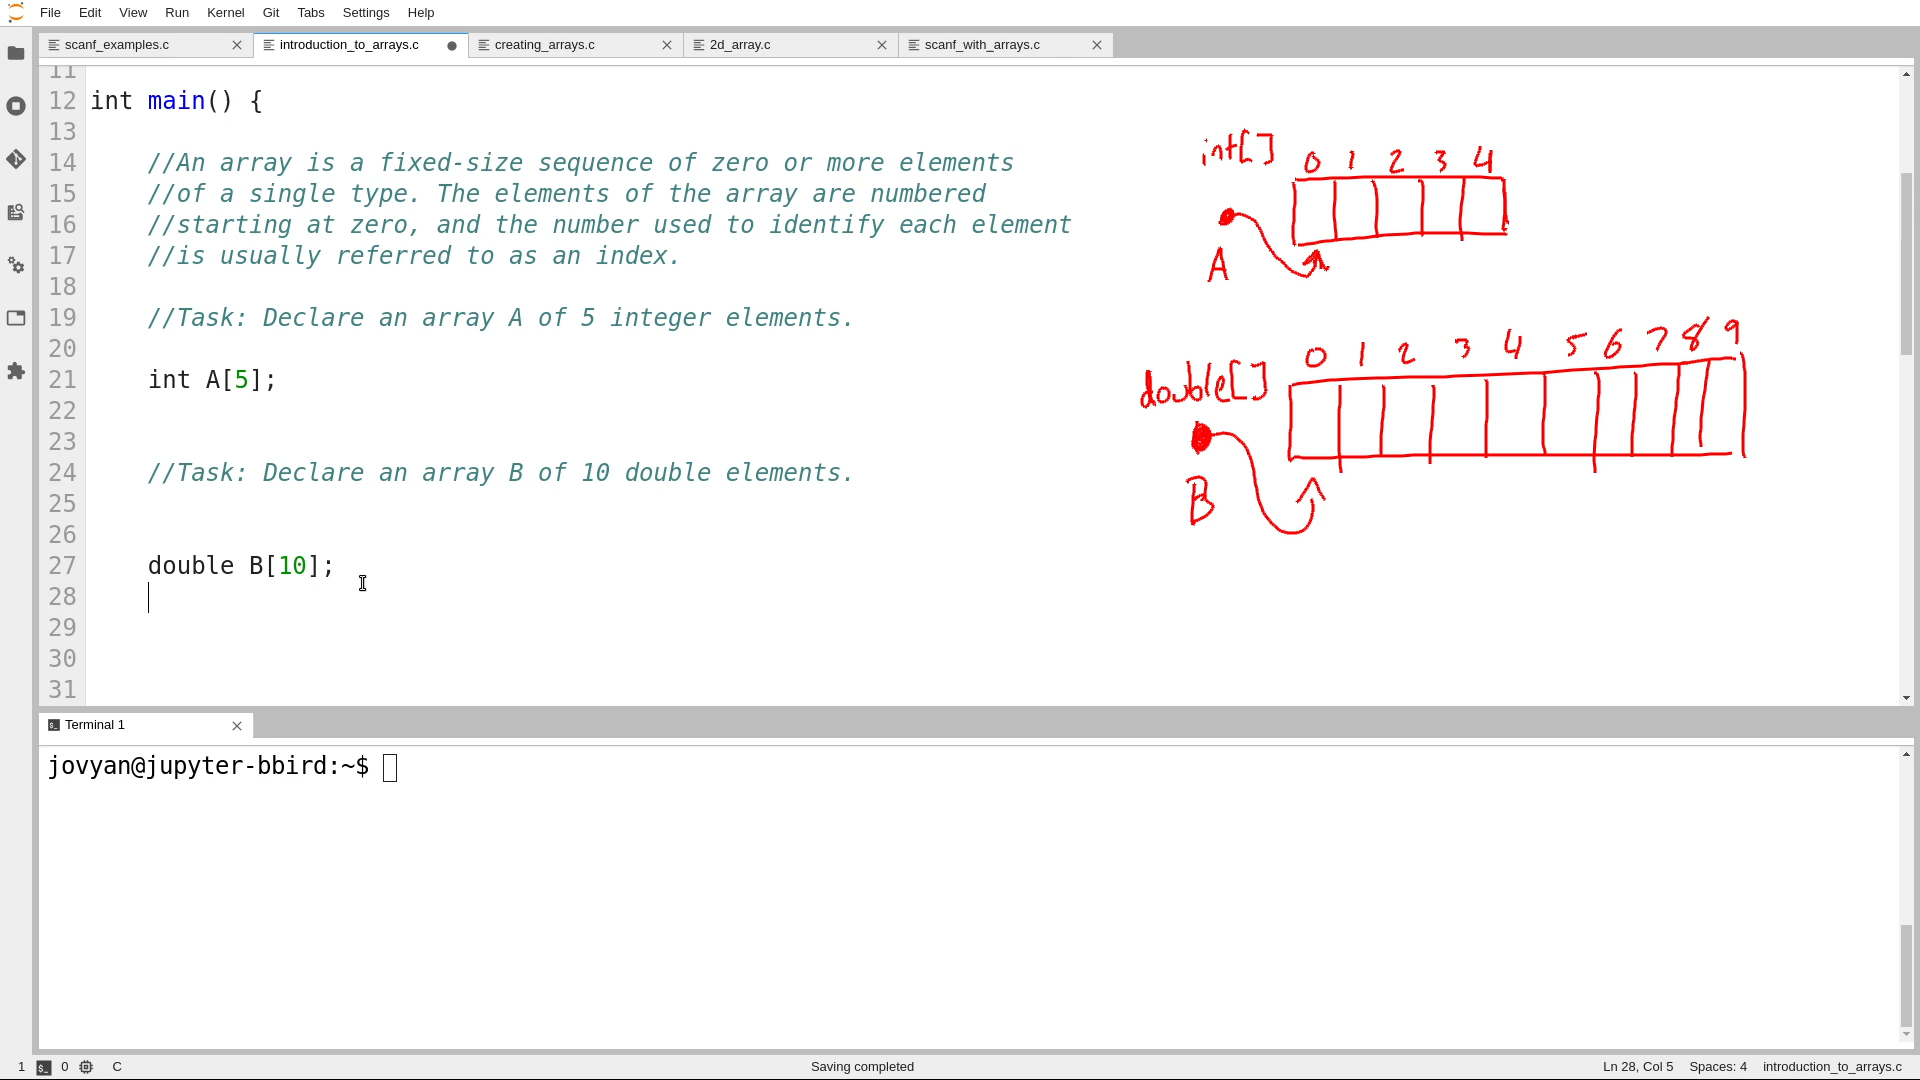 File Edit View Run Kernel Git Tabs Settings Help
scanf_examples.c introduction_to_arrays.c creating_arrays.c 2d_array.c scanf_with_arrays.c
11
12 int main() {
13
14 //An array is a fixed-size sequence of zero or more elements
15 //of a single type. The elements of the array are numbered
16 //starting at zero, and the number used to identify each element
17 //is usually referred to as an index.
18
19 //Task: Declare an array A of 5 integer elements.
20
21 int A[5];
22
23
24 //Task: Declare an array B of 10 double elements.
25
26
27 double B[10];
28
29
30
31
int[] 0 1 2 3 4
A
0 1 2 3 4 5 6 7 8 9
double[]
B
Terminal 1
jovyan@jupyter-bbird:~$
1 0 C Saving completed Ln 28, Col 5 Spaces: 4 introduction_to_arrays.c